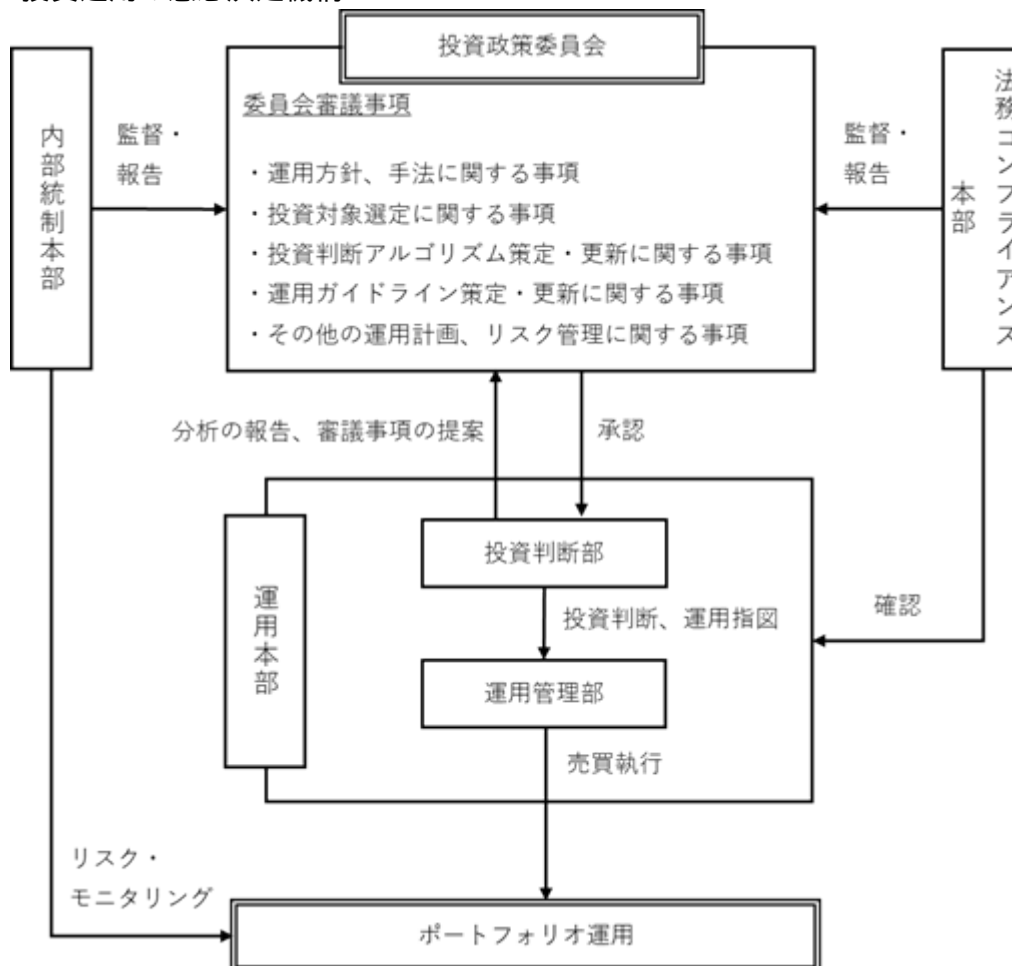 投資政策委員会
委員会審議事項
・運用方針、手法に関する事項
・投資対象選定に関する事項
・投資判断アルゴリズム策定・更新に関する事項
・運用ガイドライン策定・更新に関する事項
・その他の運用計画、リスク管理に関する事項
内部統制本部
監督・
報告
監督・
報告
法務コンプライアンス
本部
分析の報告、審議事項の提案
承認
運用本部
投資判断部
投資判断、運用指図
運用管理部
売買執行
確認
リスク・
モニタリング
ポートフォリオ運用